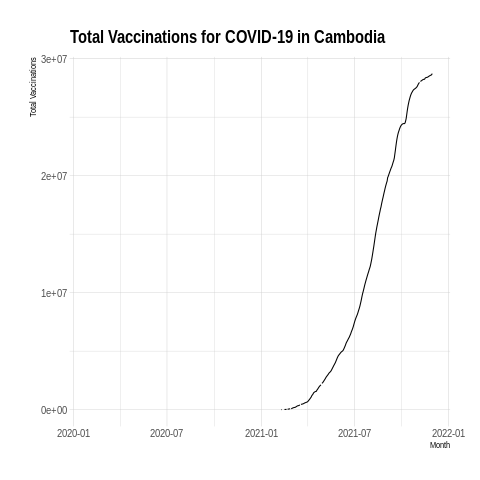 Total Vaccinations for COVID-19 in Cambodia
Total Vaccinations
3e+07
2e+07
1e+07
0e+00
2020-01 2020-07 2021-01 2021-07 2022-01
Month